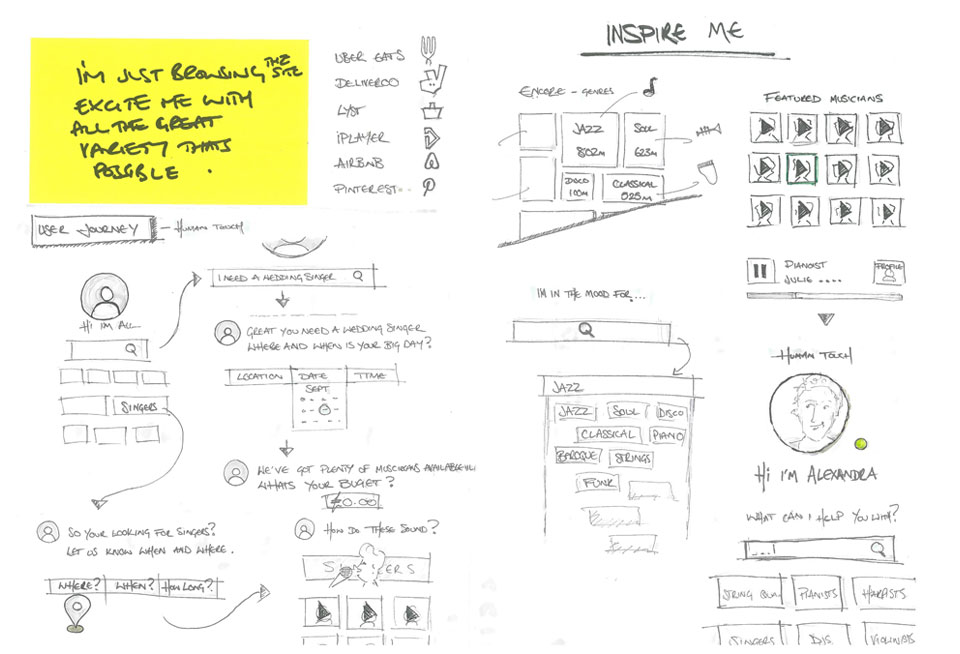 I'M JUST BROWSING THE SITE
EXCITE ME WITH
ALL THE GREAT
VARIETY THATS
POSSIBLE .
UBER EATS
DELIVEROO
LYST
iPLAYER
AIRBNB
PINTEREST...
USER JOURNEY - HUMAN TOUCH
HI I'M ALL...
SINGERS
I NEED A WEDDING SINGER
GREAT YOU NEED A WEDDING SINGER
WHERE AND WHEN IS YOUR BIG DAY?
LOCATION DATE TIME
SEPT.
WE'VE GOT PLENTY OF MUSCICANS AVAILABLE
WHATS YOUR BUGET?
£0.00
SO YOUR LOOKING FOR SINGERS?
LET US KNOW WHEN AND WHERE.
WHERE? WHEN? HOW LONG?
HOW DO THESE SOUND?
INSPIRE ME
ENCORE - GENRES
JAZZ
802M
SOUL
623M
DISCO
100M
CLASSICAL
025M
FEATURED MUSICIANS
PIANOIST
JULIE ....
PROFILE
IM IN THE MOOD FOR...
JAZZ
JAZZ SOUL DISCO
CLASSICAL PIANO
BAROQUE STRINGS
FUNK
HUMAN TOUCH
HI I'M ALEXANDRA
WHAT CAN I HELP YOU WITH?
STRING QUA PIANISTS HARPISTS
SINGERS DJS VIOLINISTS